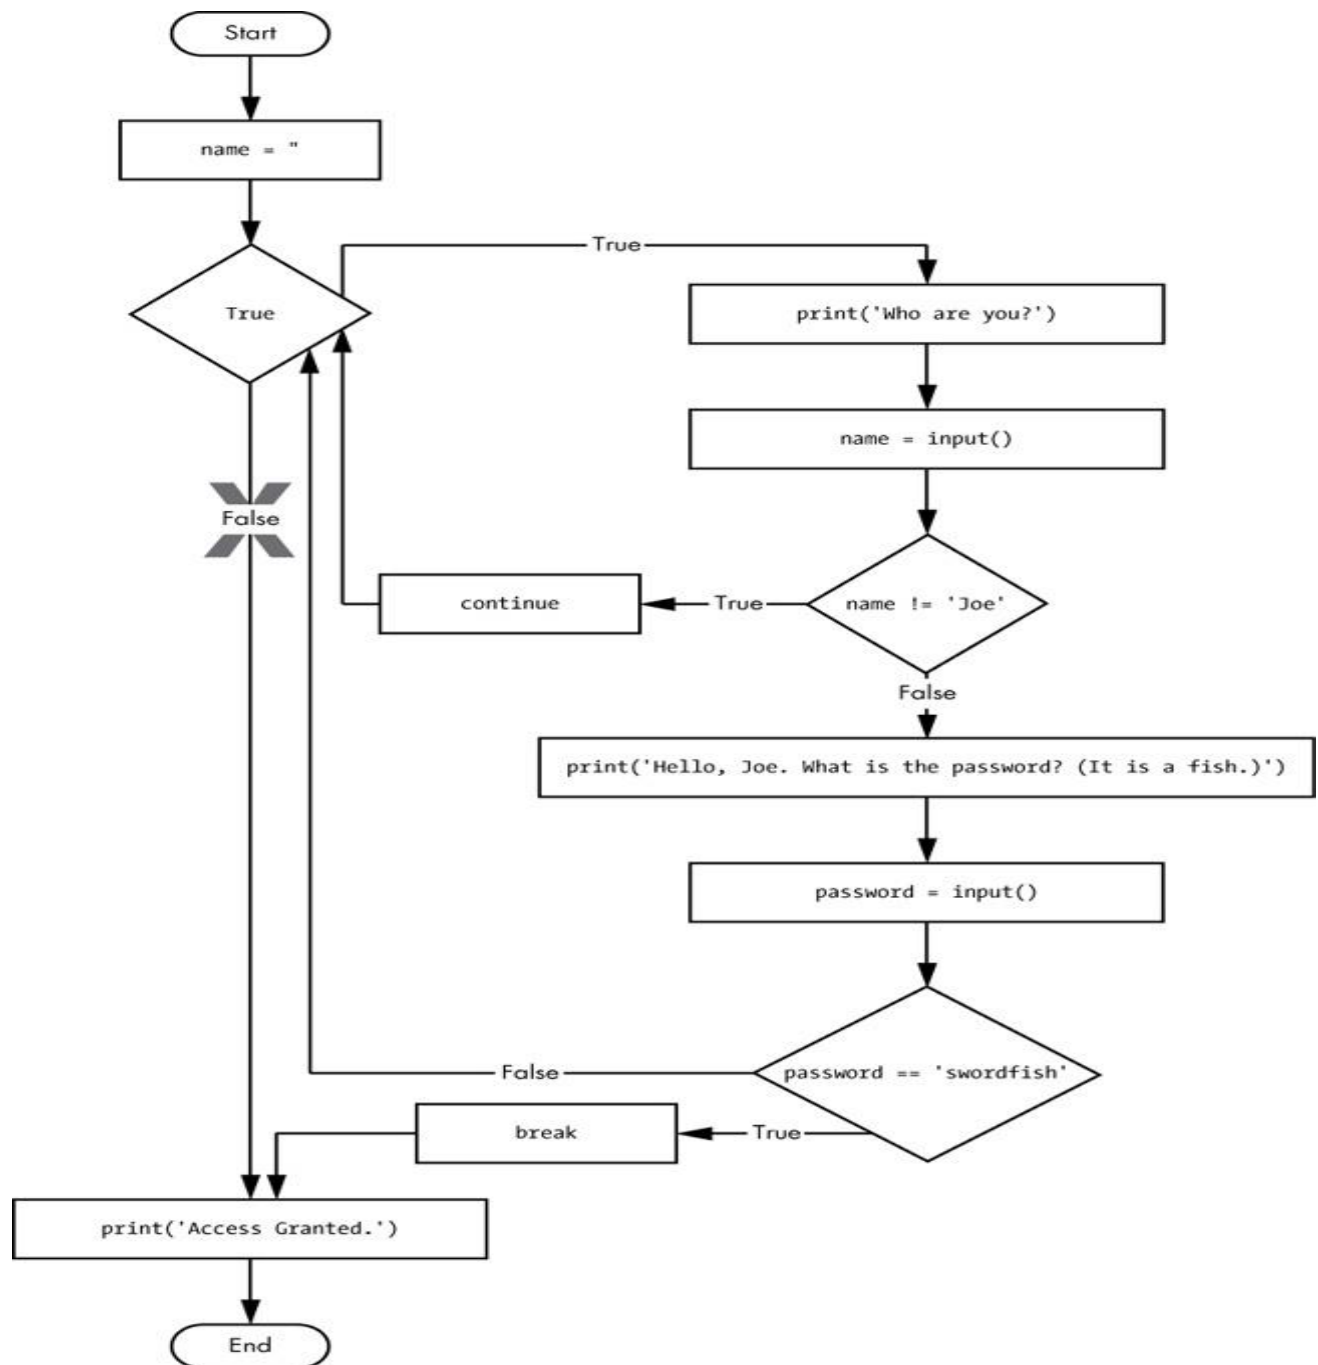 Start
name = "
True
True
print('Who are you?')
name = input()
False
continue
True
name != 'Joe'
False
print('Hello, Joe. What is the password? (It is a fish.)')
password = input()
False
password == 'swordfish'
break
True
print('Access Granted.')
End